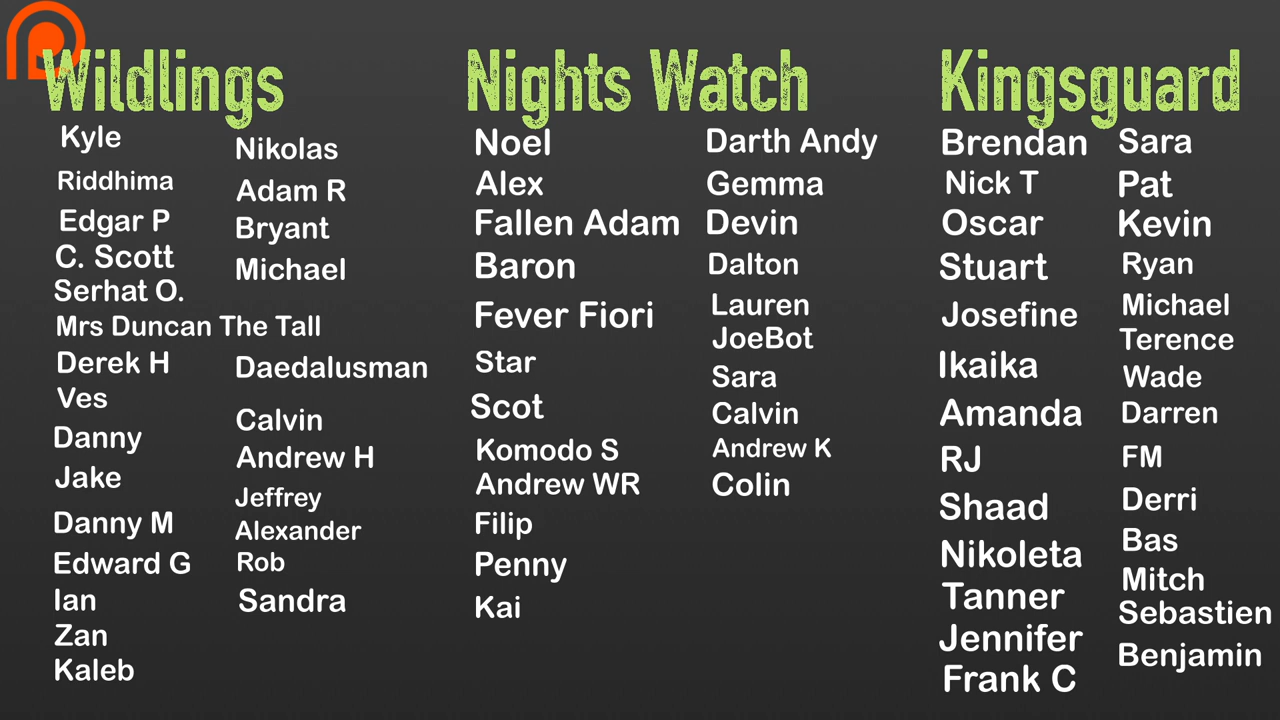 Wildlings
Kyle
Riddhima
Edgar P
C. Scott
Serhat O.
Mrs Duncan The Tall
Derek H
Ves
Danny
Jake
Danny M
Edward G
Ian
Zan
Kaleb
Nikolas
Adam R
Bryant
Michael
Daedalusman
Calvin
Andrew H
Jeffrey
Alexander
Rob
Sandra
Nights Watch
Noel
Alex
Fallen Adam
Baron
Fever Fiori
Star
Scot
Komodo S
Andrew WR
Filip
Penny
Kai
Darth Andy
Gemma
Devin
Dalton
Lauren
JoeBot
Sara
Calvin
Andrew K
Colin
Kingsguard
Brendan
Nick T
Oscar
Stuart
Josefine
Ikaika
Amanda
RJ
Shaad
Nikoleta
Tanner
Jennifer
Frank C
Sara
Pat
Kevin
Ryan
Michael
Terence
Wade
Darren
FM
Derri
Bas
Mitch
Sebastien
Benjamin